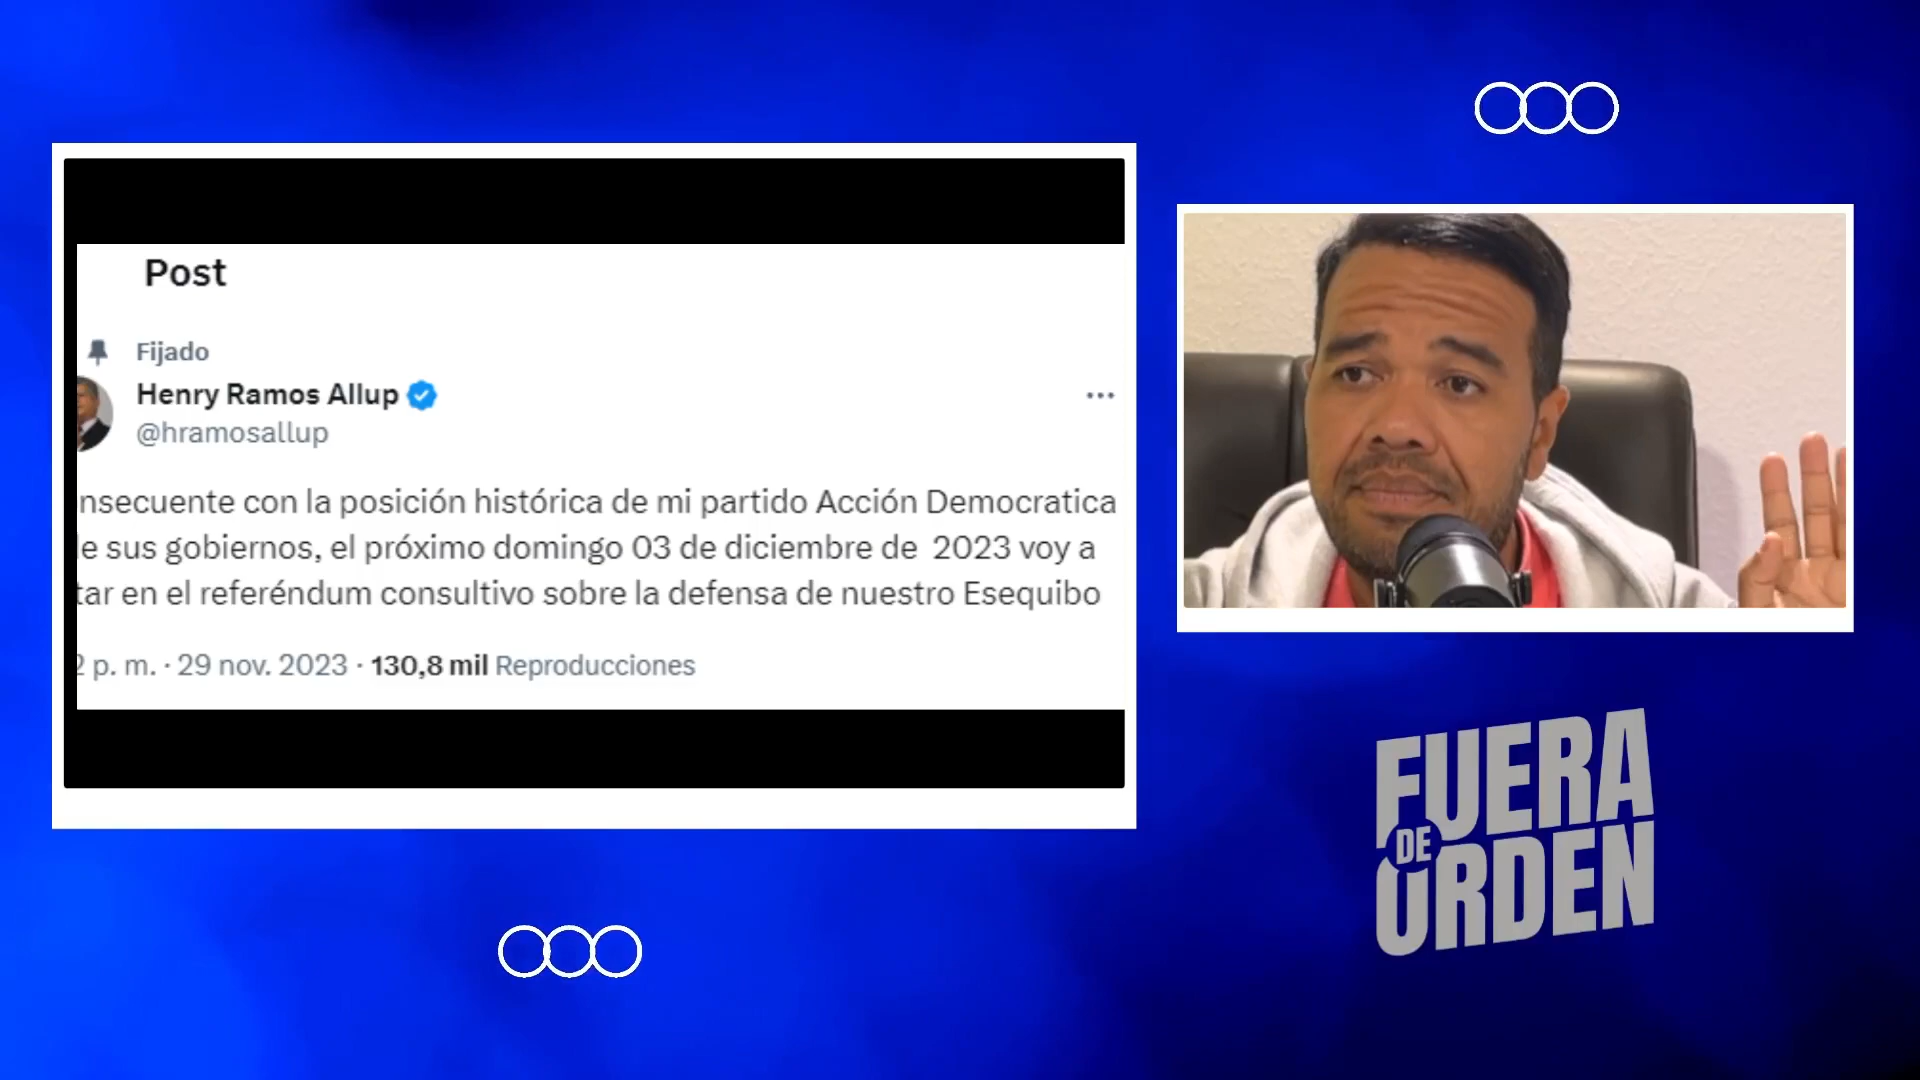 Post
Fijado
Henry Ramos Allup
@hramosallup
nsecuente con la posición histórica de mi partido Acción Democratica
e sus gobiernos, el próximo domingo 03 de diciembre de 2023 voy a
tar en el referéndum consultivo sobre la defensa de nuestro Esequibo
2 p. m. · 29 nov. 2023 · 130,8 mil Reproducciones
FUERA
DE
ORDEN